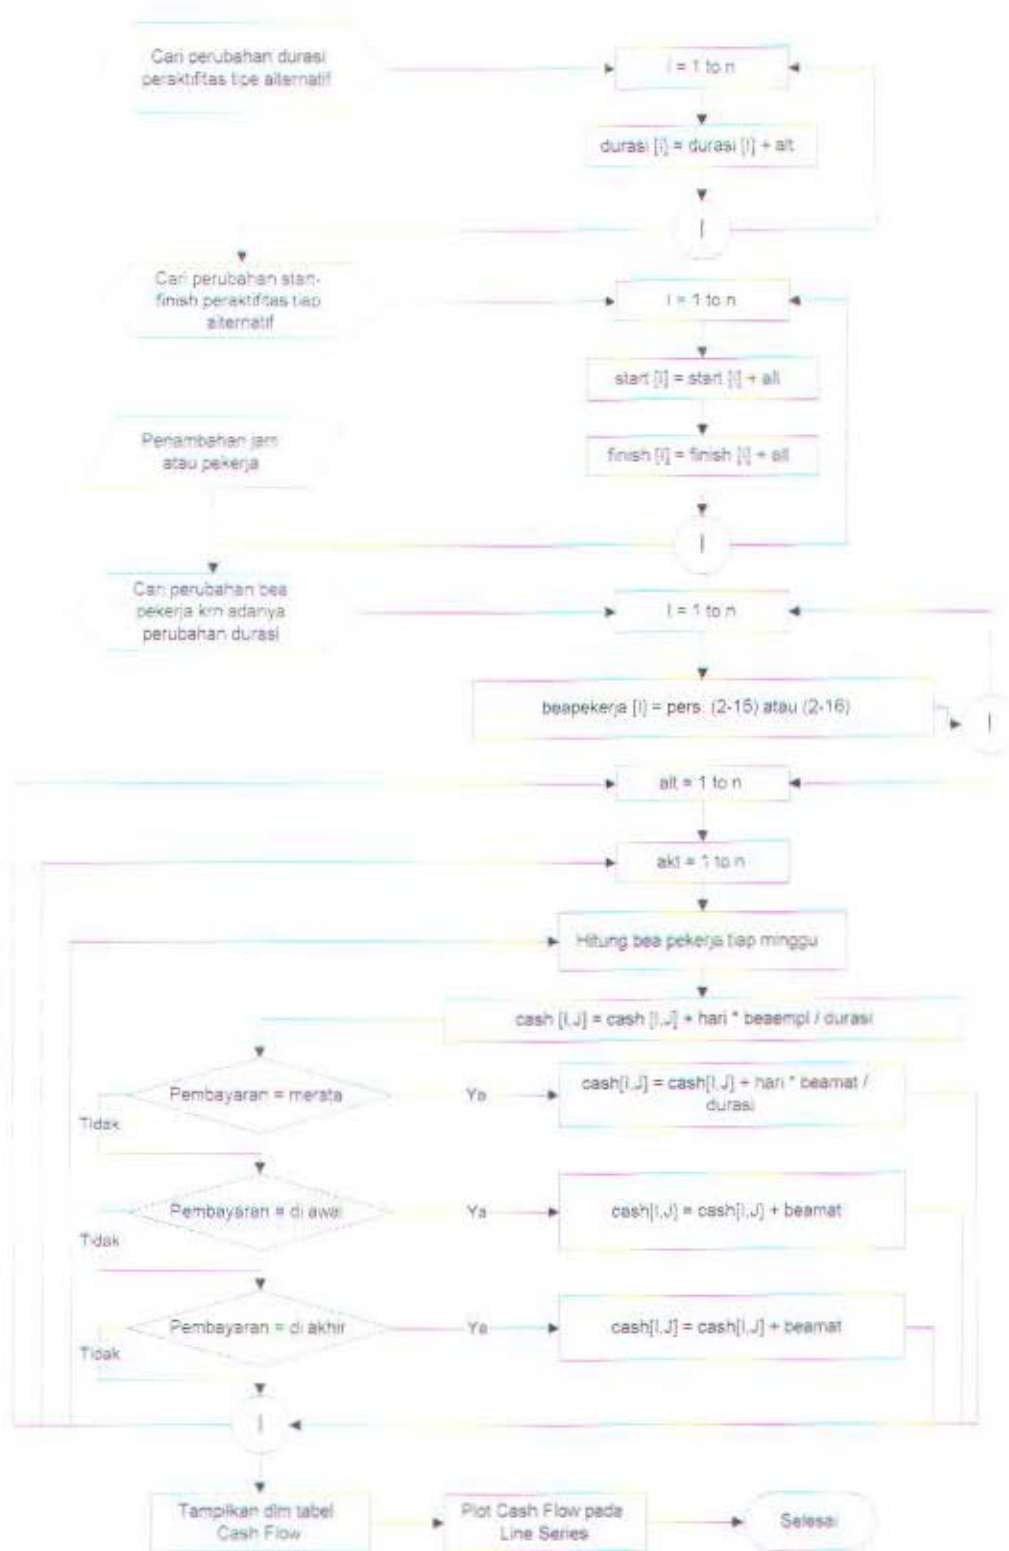 Cari perubahan durasi
peraktifitas tipe alternatif
I = 1 to n
durasi [i] = durasi [i] + alt
I
Cari perubahan start-
finish peraktifitas tiap
alternatif
I = 1 to n
start [i] = start [i] + alt
Penambahan jam
atau pekerja
finish [i] = finish [i] + alt
I
Cari perubahan bea
pekerja krn adanya
perubahan durasi
I = 1 to n
beapekerja [I] = pers. (2-15) atau (2-16)
I
alt = 1 to n
akt = 1 to n
Hitung bea pekerja tiap minggu
cash [I,J] = cash [I,J] + hari * beaempl / durasi
Pembayaran = merata
Ya
cash[I,J] = cash[I,J] + hari * beamat /
durasi
Tidak
Pembayaran = di awal
Ya
cash[I,J] = cash[I,J] + beamat
Tidak
Pembayaran = di akhir
Ya
cash[I,J] = cash[I,J] + beamat
Tidak
I
Tampilkan dlm tabel
Cash Flow
Plot Cash Flow pada
Line Series
Selesai